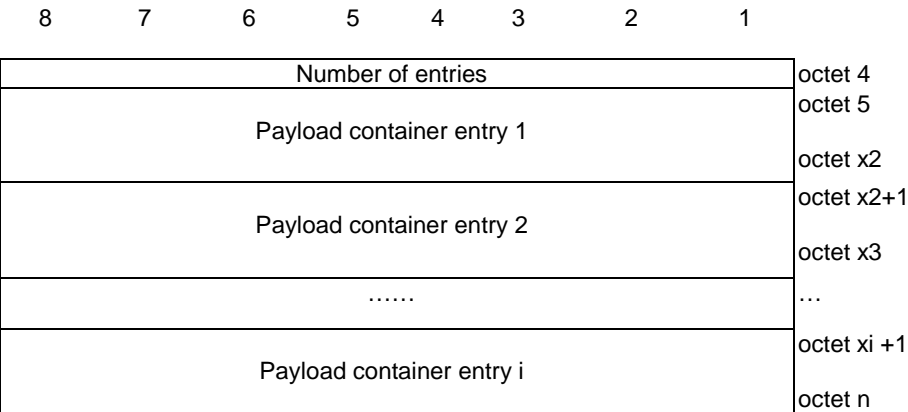 8 7 6 5 4 3 2 1
Number of entries octet 4
octet 5
Payload container entry 1
octet x2
octet x2+1
Payload container entry 2
octet x3
…… …
octet xi +1
Payload container entry i
octet n